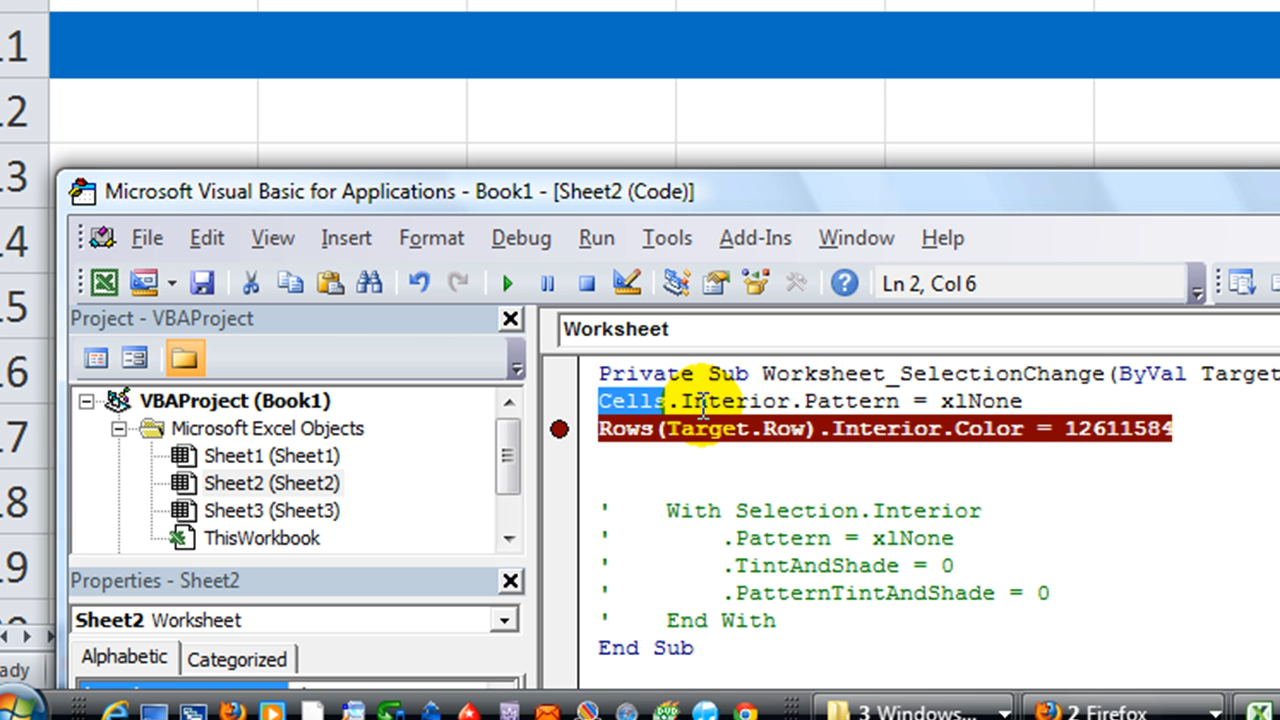 11
12
13
14
15
16
17
18
19
Microsoft Visual Basic for Applications - Book1 - [Sheet2 (Code)]
File Edit View Insert Format Debug Run Tools Add-Ins Window Help
Ln 2, Col 6
Project - VBAProject
VBAProject (Book1)
Microsoft Excel Objects
Sheet1 (Sheet1)
Sheet2 (Sheet2)
Sheet3 (Sheet3)
ThisWorkbook
Properties - Sheet2
Sheet2 Worksheet
Alphabetic Categorized
Worksheet
Private Sub Worksheet_SelectionChange(ByVal Target
Cells.Interior.Pattern = xlNone
Rows(Target.Row).Interior.Color = 12611584
' With Selection.Interior
' .Pattern = xlNone
' .TintAndShade = 0
' .PatternTintAndShade = 0
' End With
End Sub
ady
3 Windows... 2 Firefox